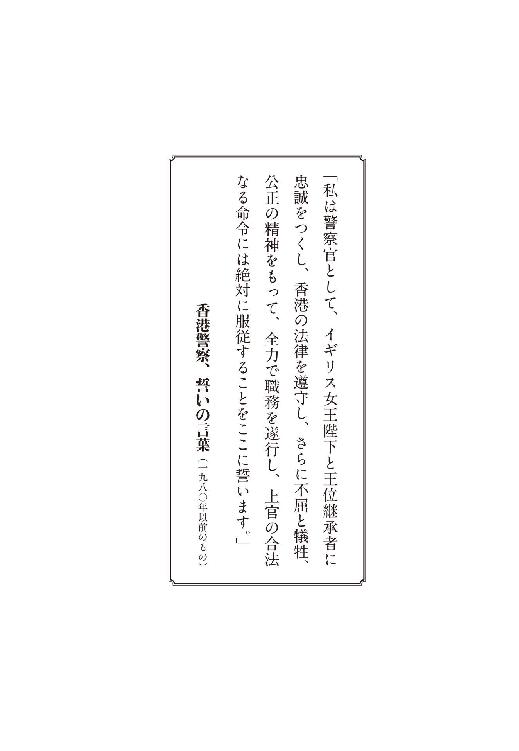 「私は警察官として、イギリス女王陛下と王位継承者に
忠誠をつくし、香港の法律を遵守し、さらに不屈と犠牲、
公正の精神をもって、全力で職務を遂行し、上官の合法
なる命令には絶対に服従することをここに誓います。」
香港警察、誓いの言葉（一九八〇年以前のもの）